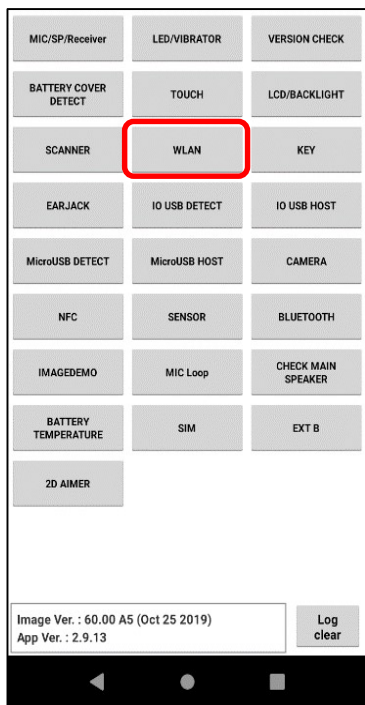 MIC/SP/Receiver
LED/VIBRATOR
VERSION CHECK
BATTERY COVER
DETECT
TOUCH
LCD/BACKLIGHT
SCANNER
WLAN
KEY
EARJACK
IO USB DETECT
IO USB HOST
MicroUSB DETECT
MicroUSB HOST
CAMERA
NFC
SENSOR
BLUETOOTH
IMAGEDEMO
MIC Loop
CHECK MAIN
SPEAKER
BATTERY
TEMPERATURE
SIM
EXT B
2D AIMER
Image Ver. : 60.00 A5 (Oct 25 2019)
App Ver. : 2.9.13
Log
clear